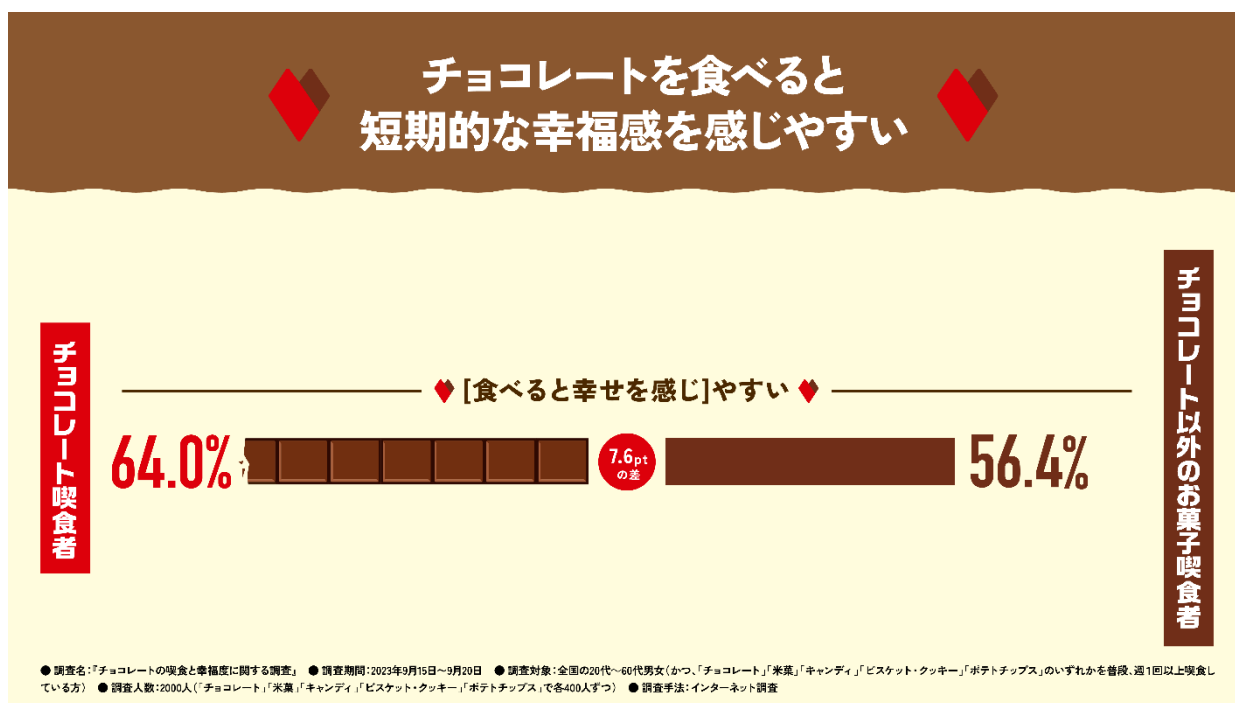 チョコレートを食べると
短期的な幸福感を感じやすい
チョコレート喫食者
[食べると幸せを感じ]やすい
64.0%
7.6pt
の差
56.4%
チョコレート以外のお菓子喫食者
● 調査名:『チョコレートの喫食と幸福度に関する調査』 ● 調査期間:2023年9月15日～9月20日 ● 調査対象:全国の20代～60代男女(かつ、「チョコレート」「米菓」「キャンディ」「ビスケット・クッキー」「ポテトチップス」のいずれかを普段、週1回以上喫食し
ている方) ● 調査人数:2000人(「チョコレート」「米菓」「キャンディ」「ビスケット・クッキー」「ポテトチップス」で各400人ずつ) ● 調査手法:インターネット調査